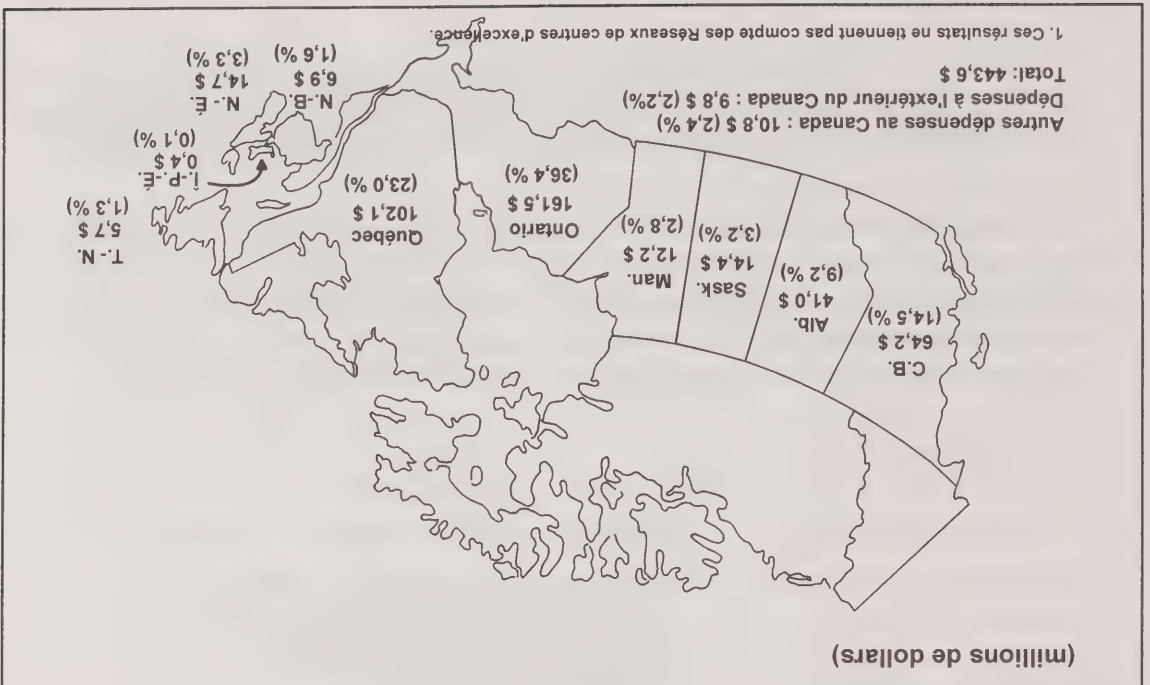 (millions de dollars)
C.B.
64,2 $
(14,5 %)
Alb.
41,0 $
(9,2 %)
Sask.
14,4 $
(3,2 %)
Man.
12,2 $
(2,8 %)
Ontario
161,5 $
(36,4 %)
Québec
102,1 $
(23,0 %)
T.- N.
5,7 $
(1,3 %)
Î.-P.-É.
0,4 $
(0,1 %)
N.-B.
6,9 $
(1,6 %)
N.- É.
14,7 $
(3,3 %)
Autres dépenses au Canada : 10,8 $ (2,4 %)
Dépenses à l'extérieur du Canada : 9,8 $ (2,2%)
Total: 443,6 $
1. Ces résultats ne tiennent pas compte des Réseaux de centres d'excellence.